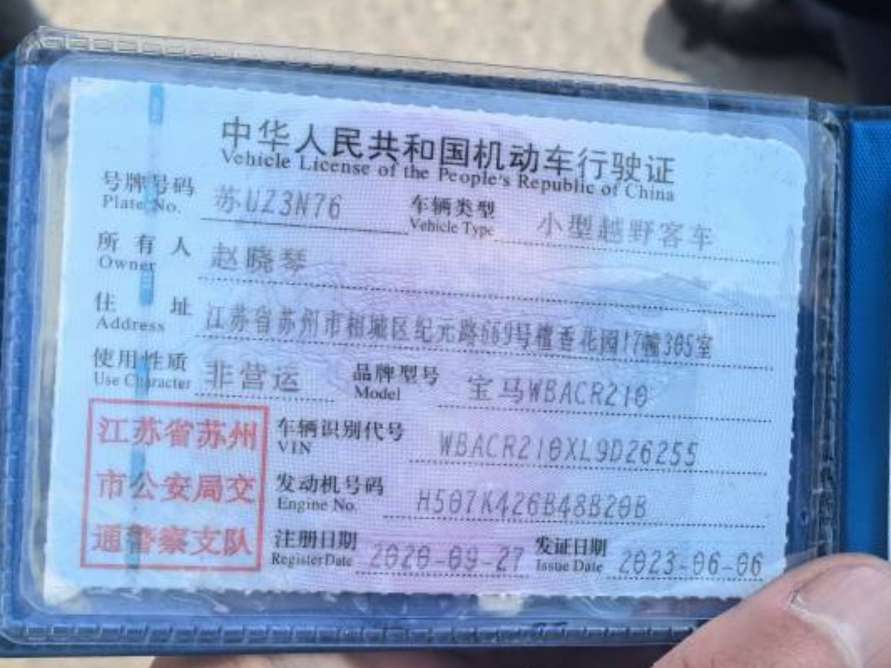 中华人民共和国机动车行驶证
Vehicle License of the People's Republic of China
号牌号码 苏UZ3N76 车辆类型 小型越野客车
Plate No. Vehicle Type
所有人 赵晓琴
Owner
住址 江苏省苏州市相城区纪元路669号檀香花园17幢305室
Address
使用性质 非营运 品牌型号 宝马WBACR210
Use Character Model
江苏省苏州 车辆识别代号 WBACR210XL9D26255
VIN
市公安局交 发动机号码 H507K426B48B20B
Engine No.
通警察支队 注册日期 2020-09-27 发证日期 2023-06-06
Register Date Issue Date